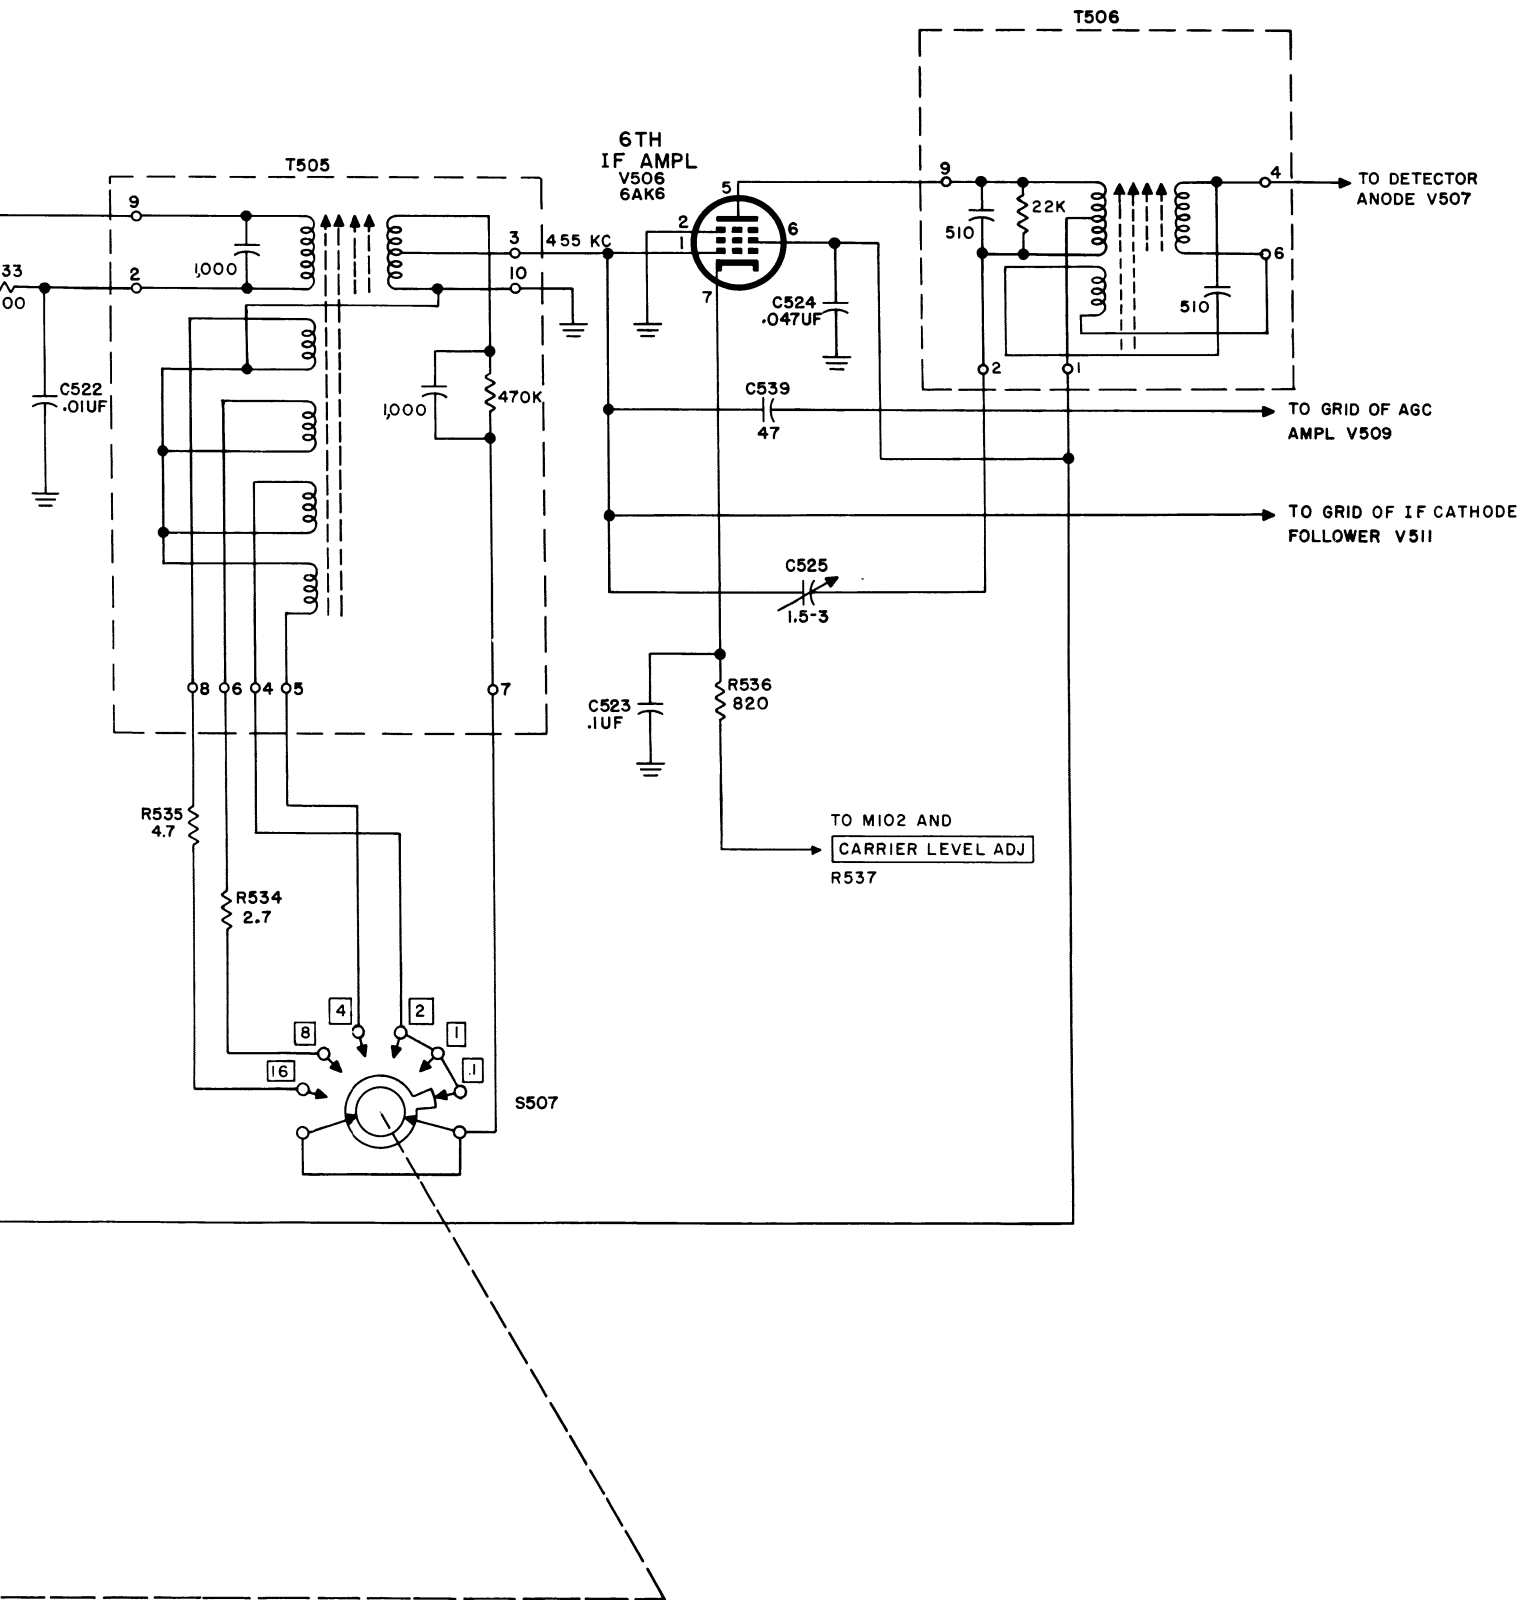 T506
6TH
IF AMPL
V506
6AK6
T505
9
5
9
4
TO DETECTOR
ANODE V507
2
1
6
22K
510
3
455 KC
33
2
1,000
10
6
00
7
C524
.047UF
510
C522
.01UF
1,000
470K
2
1
C539
47
TO GRID OF AGC
AMPL V509
TO GRID OF IF CATHODE
FOLLOWER V511
C525
1.5-3
8
6
4
5
7
R536
820
C523
.1UF
R535
4.7
TO M102 AND
CARRIER LEVEL ADJ
R537
R534
2.7
4
2
8
1
16
.1
S507